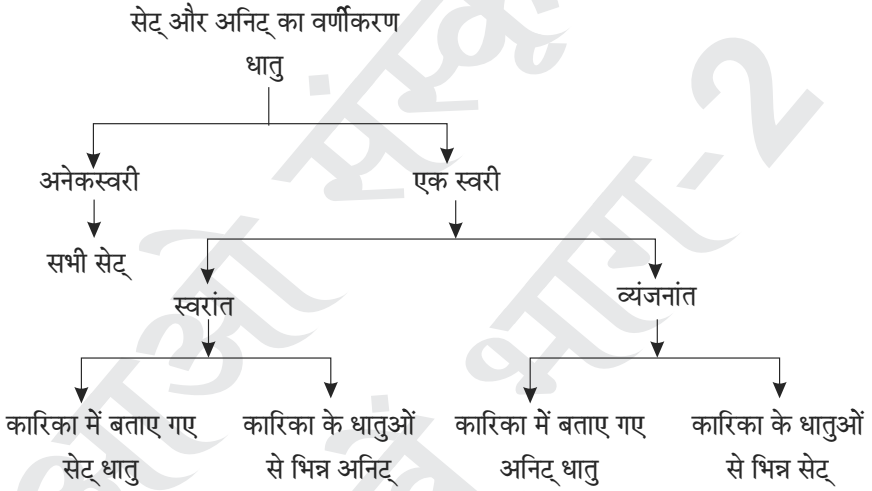 सेट् और अनिट् का वर्णीकरण
धातु
अनेकस्वरी
एक स्वरी
सभी सेट्
स्वरांत
व्यंजनांत
कारिका में बताए गए
सेट् धातु
कारिका के धातुओं
से भिन्न अनिट्
कारिका में बताए गए
अनिट् धातु
कारिका के धातुओं
से भिन्न सेट्